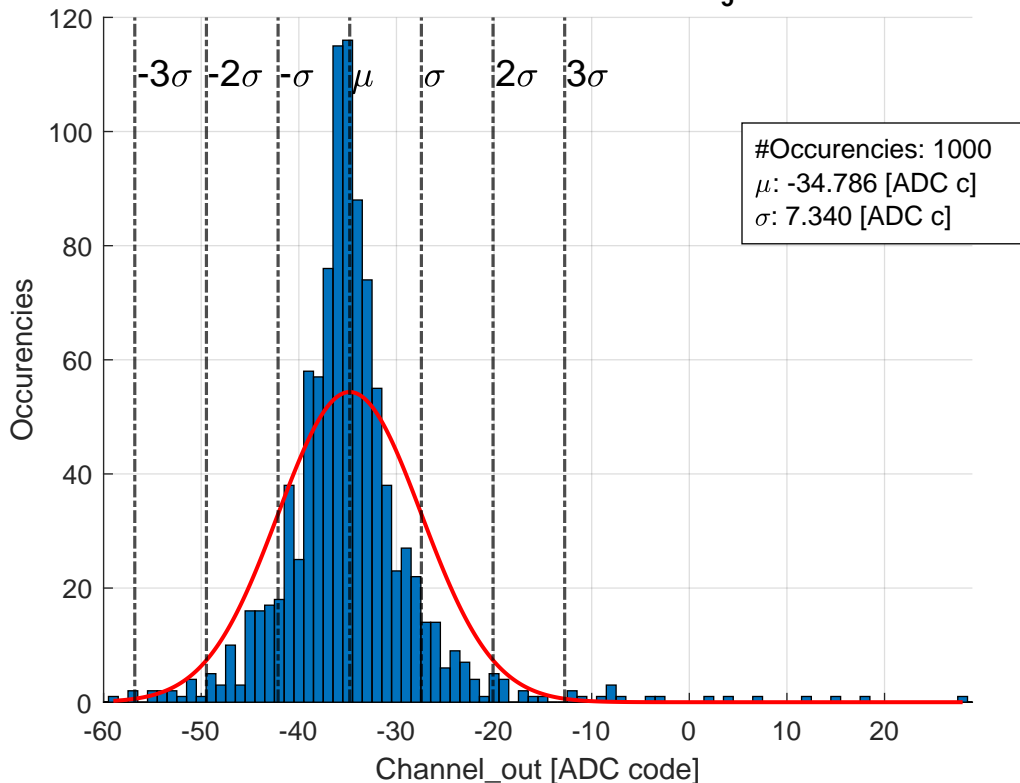 120
100
80
60
40
20
0
-3σ
-2σ
-σ
μ
σ
2σ
3σ
#Occurencies: 1000
μ: -34.786 [ADC c]
σ: 7.340 [ADC c]
Occurencies
-60
-50
-40
-30
-20
-10
0
10
20
Channel_out [ADC code]